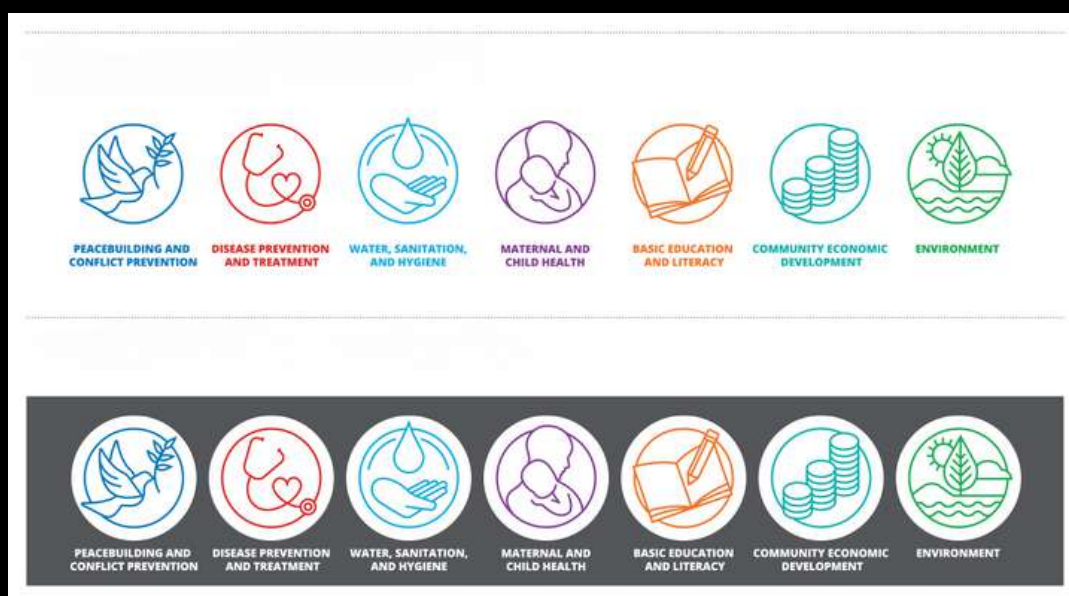 PEACEBUILDING AND
CONFLICT PREVENTION
DISEASE PREVENTION
AND TREATMENT
WATER, SANITATION,
AND HYGIENE
MATERNAL AND
CHILD HEALTH
BASIC EDUCATION
AND LITERACY
COMMUNITY ECONOMIC
DEVELOPMENT
ENVIRONMENT
PEACEBUILDING AND
CONFLICT PREVENTION
DISEASE PREVENTION
AND TREATMENT
WATER, SANITATION,
AND HYGIENE
MATERNAL AND
CHILD HEALTH
BASIC EDUCATION
AND LITERACY
COMMUNITY ECONOMIC
DEVELOPMENT
ENVIRONMENT